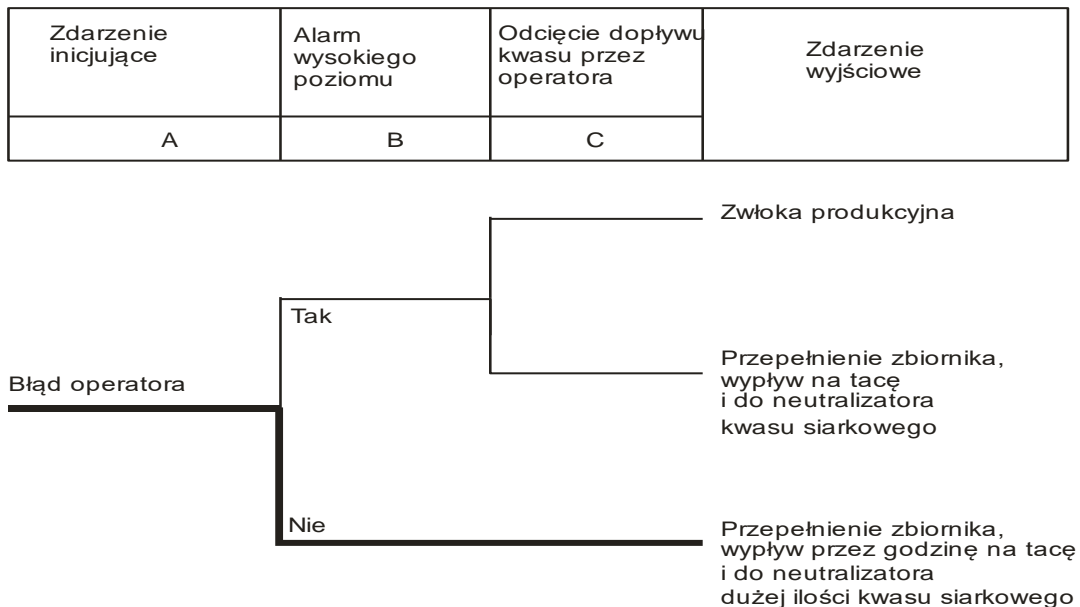 Zdarzenie
inicjujące
Alarm
wysokiego
poziomu
Odcięcie dopływu
kwasu przez
operatora
Zdarzenie
wyjściowe
A
B
C
Zwłoka produkcyjna
Tak
Przepełnienie zbiornika,
wypływ na tacę
i do neutralizatora
kwasu siarkowego
Błąd operatora
Nie
Przepełnienie zbiornika,
wypływ przez godzinę na tacę
i do neutralizatora
dużej ilości kwasu siarkowego